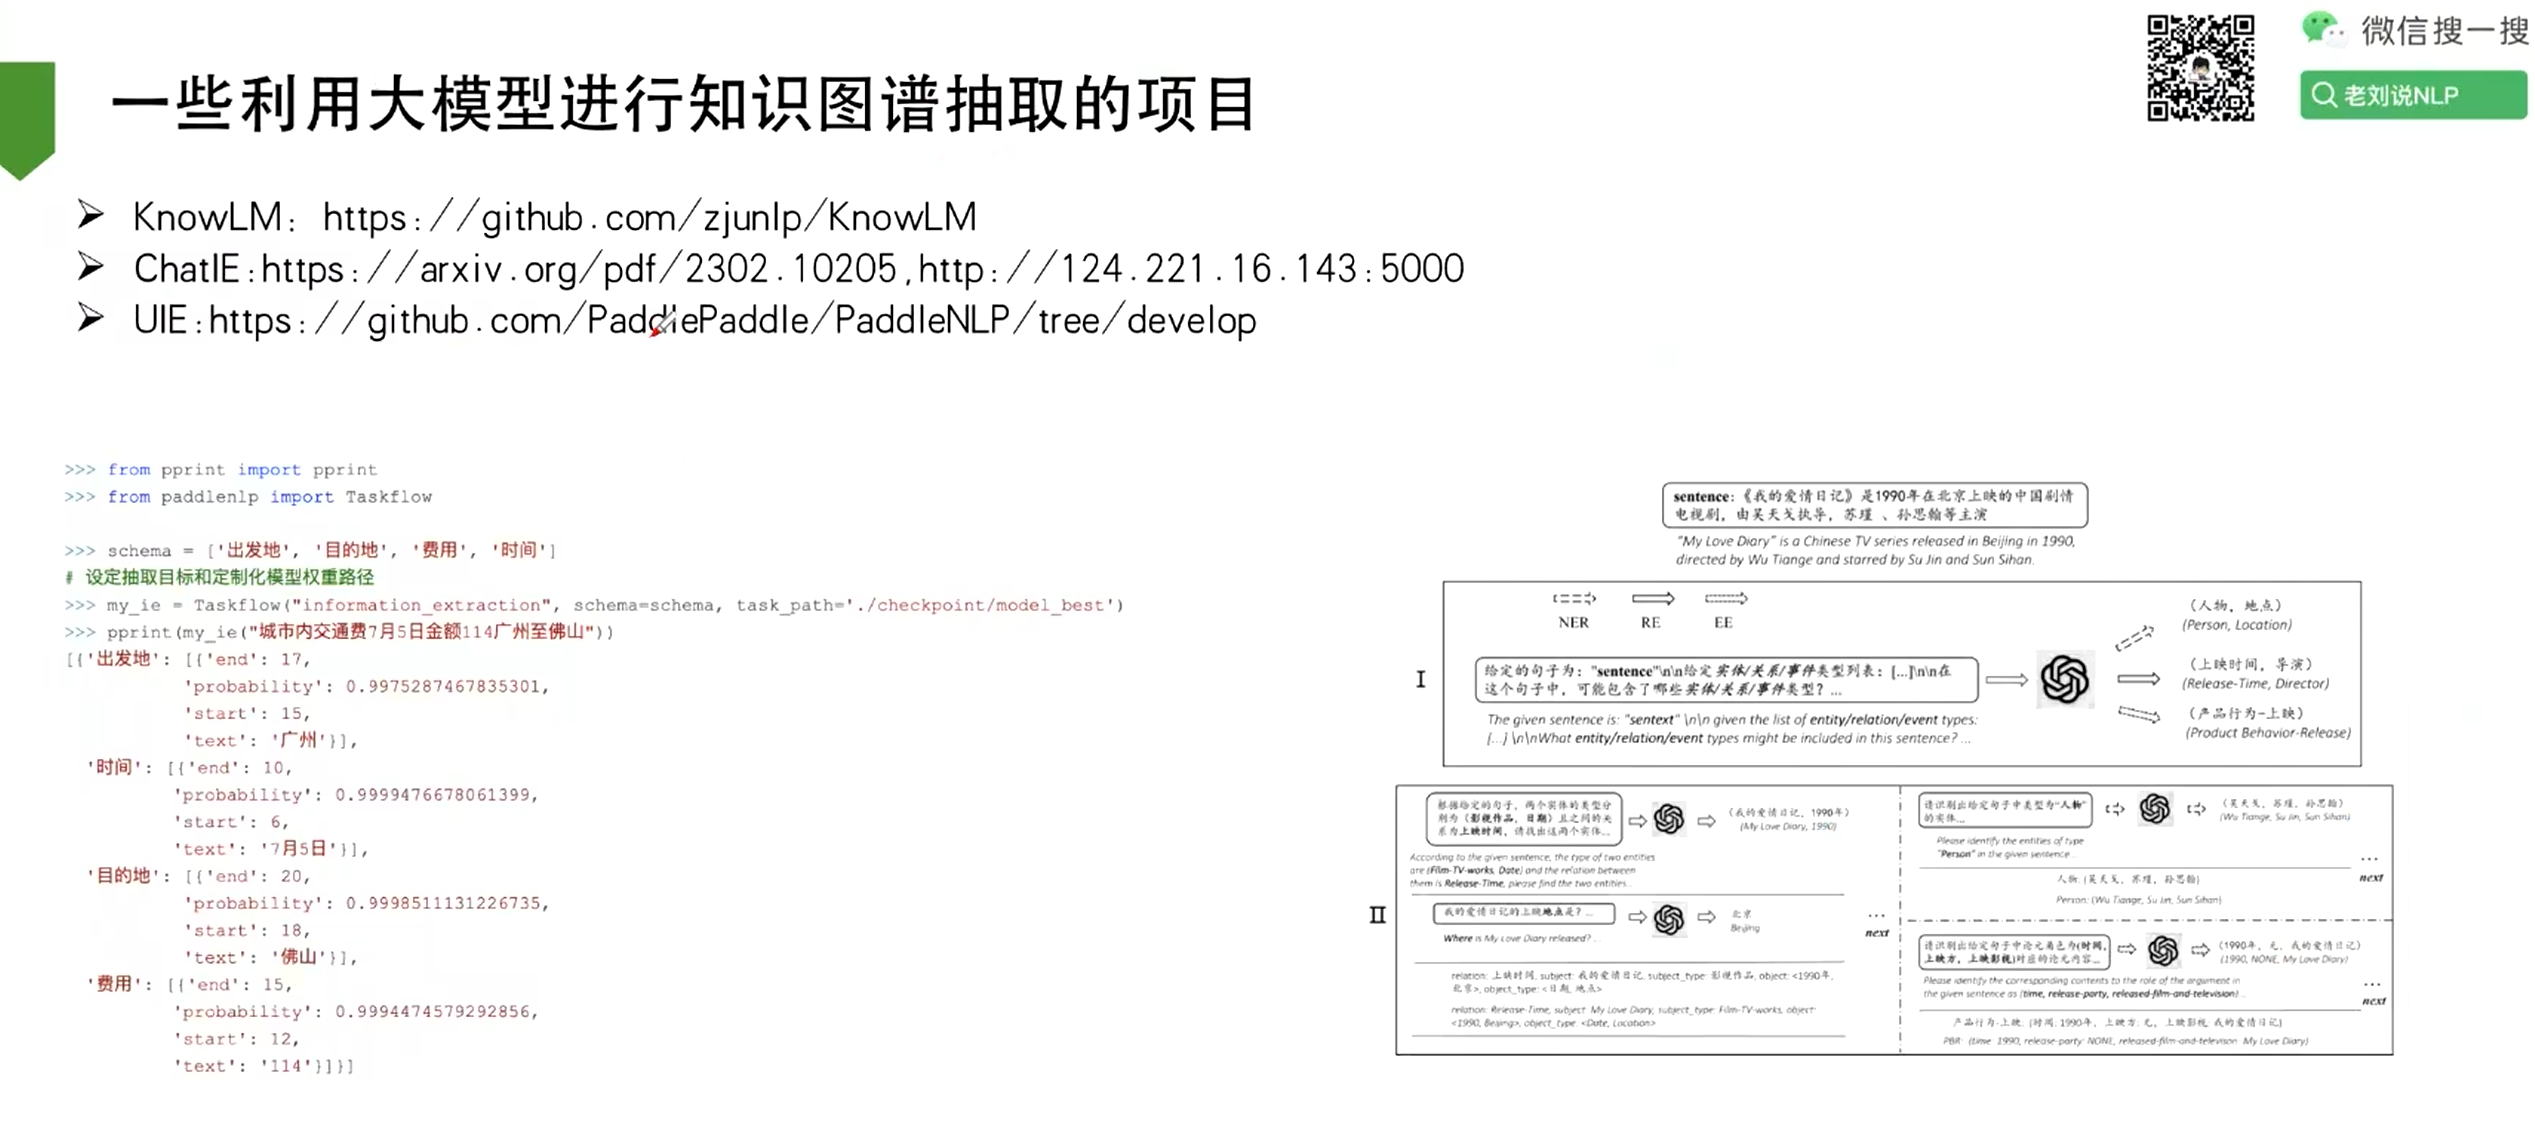 微信搜一搜
老刘说NLP
一些利用大模型进行知识图谱抽取的项目
➢ KnowLM: https://github.com/zjunlp/KnowLM
➢ ChatIE:https://arxiv.org/pdf/2302.10205,http://124.221.16.143:5000
➢ UIE:https://github.com/PaddlePaddle/PaddleNLP/tree/develop
>>> from pprint import pprint
>>> from paddlenlp import Taskflow
>>> schema = ['出发地', '目的地', '费用', '时间']
# 设定抽取目标和定制化模型权重路径
>>> my_ie = Taskflow("information_extraction", schema=schema, task_path='./checkpoint/model_best')
>>> pprint(my_ie("城市内交通费7月5日金额114广州至佛山"))
[{'出发地': [{'end': 17,
'probability': 0.9975287467835301,
'start': 15,
'text': '广州'}],
'时间': [{'end': 10,
'probability': 0.9999476678061399,
'start': 6,
'text': '7月5日'}],
'目的地': [{'end': 20,
'probability': 0.9998511131226735,
'start': 18,
'text': '佛山'}],
'费用': [{'end': 15,
'probability': 0.9994474579292856,
'start': 12,
'text': '114'}]}]
sentence:《我的爱情日记》是1990年在北京上映的中国剧情
电视剧，由吴天戈执导，苏瑾 、孙思翰等主演
"My Love Diary" is a Chinese TV series released in Beijing in 1990,
directed by Wu Tiange and starred by Su Jin and Sun Sihan.
NER RE EE
I
给定的句子为："sentence"\n\n给定实体/关系/事件类型列表：[...]\n\n在
这个句子中，可能包含了哪些实体/关系/事件类型？...
The given sentence is: "sentext" \n\n given the list of entity/relation/event types:
[...] \n\nWhat entity/relation/event types might be included in this sentence? ...
（人物，地点）
(Person, Location)
（上映时间，导演）
(Release-Time, Director)
（产品行为-上映）
(Product Behavior-Release)
II
根据给定的句子，两个实体的类型分
别为（影视作品，日期）且之间的关
系为上映时间，请找出这两个实体...
（我的爱情日记，1990年）
(My Love Diary, 1990)
According to the given sentence, the type of two entities
are (Film-TV-works, Date) and the relation between
them is Release-Time, please find the two entities...
我的爱情日记的上映地点是？...
北京
Beijing
Where is My Love Diary released? ...
...
next
relation: 上映时间, subject: 我的爱情日记, subject_type: 影视作品, object: <1990年,
北京>, object_type: <日期, 地点>
relation: Release-Time, subject: My Love Diary, subject_type: Film-TV-works, object:
<1990, Beijing>, object_type: <Date, Location>
请识别出给定句子中类型为"人物"
的实体...
（吴天戈，苏瑾，孙思翰）
(Wu Tiange, Su Jin, Sun Sihan)
Please identify the entities of type
"Person" in the given sentence...
...
next
人物: (吴天戈, 苏瑾, 孙思翰)
Person: (Wu Tiange, Su Jin, Sun Sihan)
请识别出给定句子中论元角色为(时间,
上映方，上映影视)对应的论元内容...
（1990年，无，我的爱情日记）
(1990, NONE, My Love Diary)
Please identify the corresponding contents to the role of the argument in
the given sentence as (time, release-party, released-film-and-television)...
...
next
产品行为-上映: (时间: 1990年, 上映方: 无, 上映影视: 我的爱情日记)
PBR: (time: 1990, release-party: NONE, released-film-and-televison: My Love Diary)